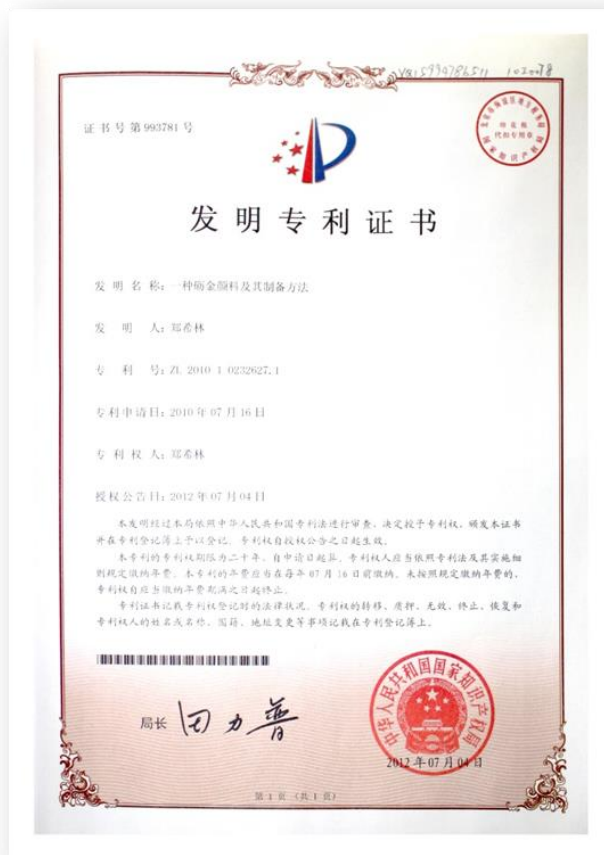 证书号第993781号
发明专利证书
发明名称：一种砺金颜料及其制备方法
发明人：郑希林
专利号：ZL 2010 1 0232627.1
专利申请日：2010年07月16日
专利权人：郑希林
授权公告日：2012年07月04日
本发明经过本局依照中华人民共和国专利法进行审查，决定授予专利权，颁发本证书
并在专利登记簿上予以登记。专利权自授权公告之日起生效。
本专利的专利权期限为二十年，自申请日起算。专利权人应当依照专利法及其实施细
则规定缴纳年费。本专利的年费应当在每年07月16日前缴纳。未按照规定缴纳年费的，
专利权自应当缴纳年费期满之日起终止。
专利证书记载专利权登记时的法律状况。专利权的转移、质押、无效、终止、恢复和
专利权人的姓名或名称、国籍、地址变更等事项记载在专利登记簿上。
局长 田力普
中华人民共和国国家知识产权局
2012年07月04日
第1页（共1页）